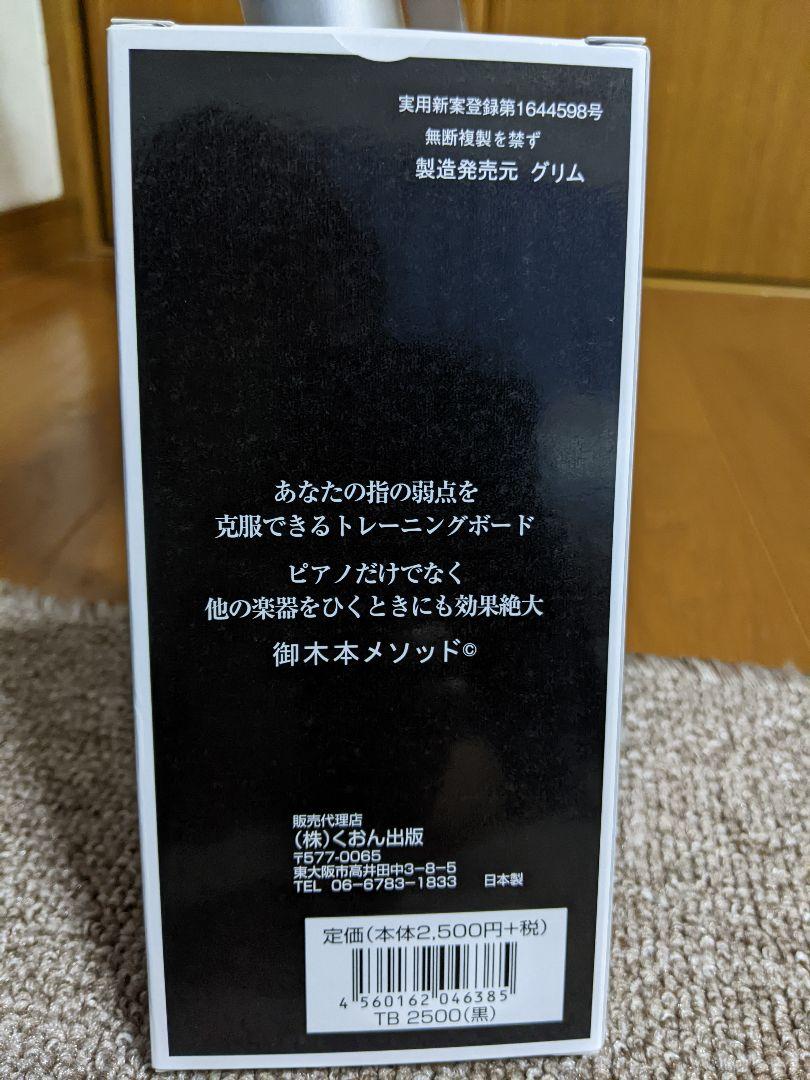 実用新案登録第1644598号
無断複製を禁ず
製造発売元 グリム
あなたの指の弱点を
克服できるトレーニングボード
ピアノだけでなく
他の楽器をひくときにも効果絶大
御木本メソッド©
販売代理店
(株)くおん出版
〒577-0065
東大阪市高井田中3-8-5
TEL 06-6783-1833 日本製
定価(本体2,500円+税)
4 560162 046385
TB 2500(黒)